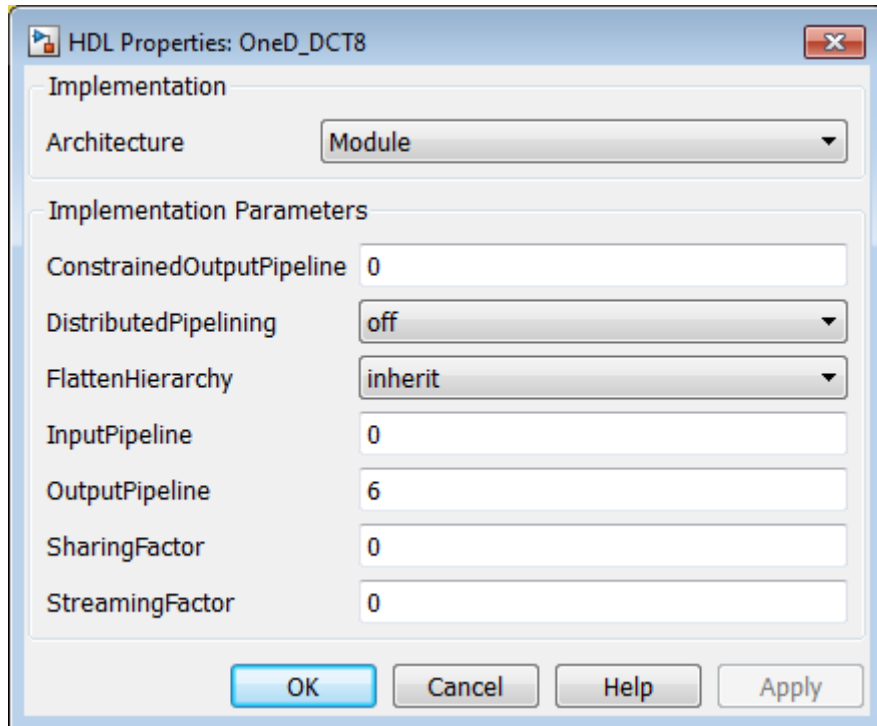 HDL Properties: OneD_DCT8
Implementation
Architecture Module
Implementation Parameters
ConstrainedOutputPipeline 0
DistributedPipelining off
FlattenHierarchy inherit
InputPipeline 0
OutputPipeline 6
SharingFactor 0
StreamingFactor 0
OK Cancel Help Apply